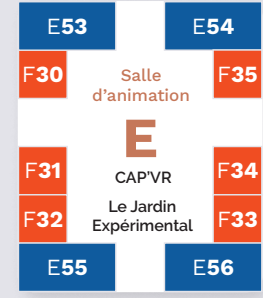 E53 E54
F30 Salle F35
d'animation
E
F31 CAP'VR F34
Le Jardin
F32 Expérimental F33
E55 E56